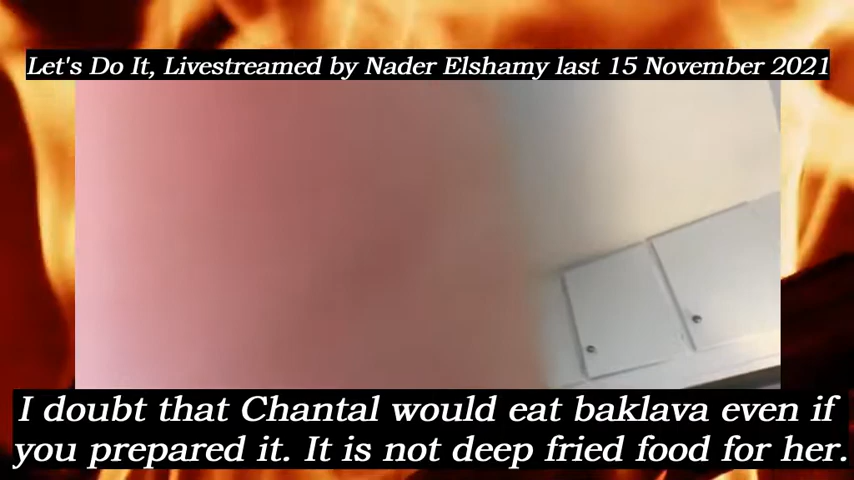 Let's Do It, Livestreamed by Nader Elshamy last 15 November 2021
I doubt that Chantal would eat baklava even if
you prepared it. It is not deep fried food for her.